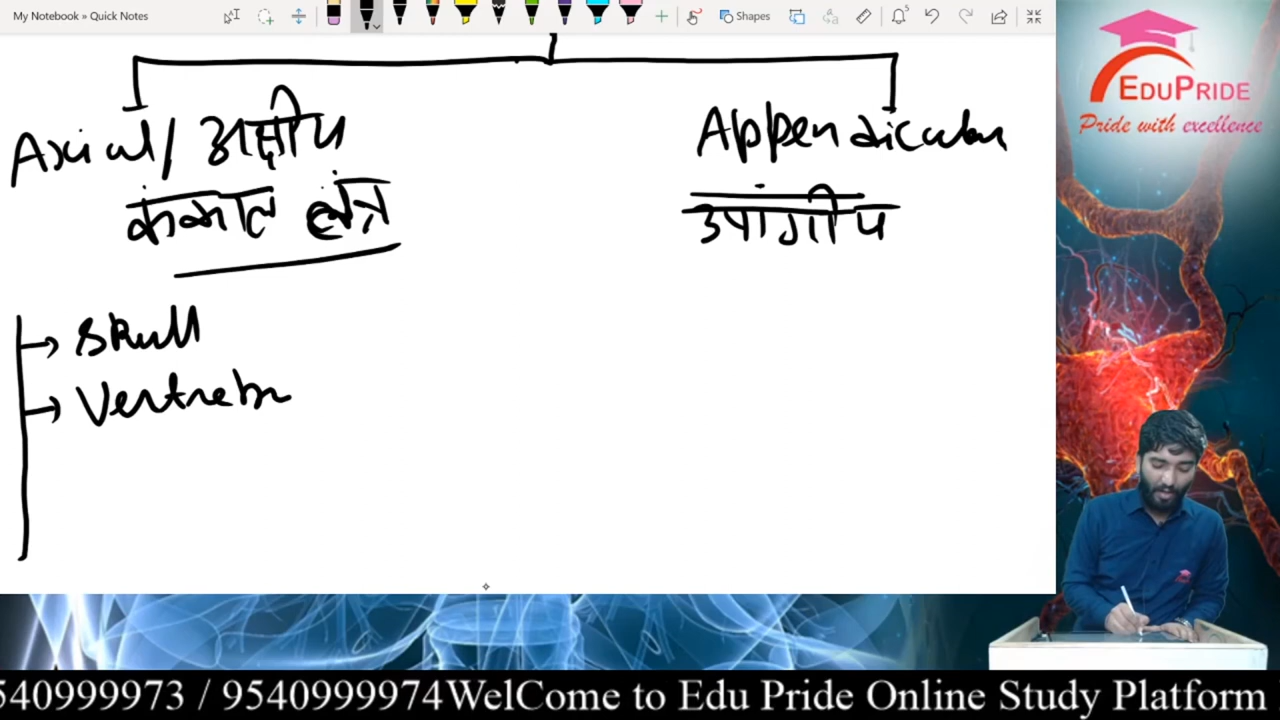 My Notebook » Quick Notes
Shapes
EDUPRIDE
Pride with excellence
Axial/ अक्षीय
कंकाल तंत्र
Appendicular
उपांगीय
→ Skull
→ Vertreb
540999973 / 9540999974WelCome to Edu Pride Online Study Platform